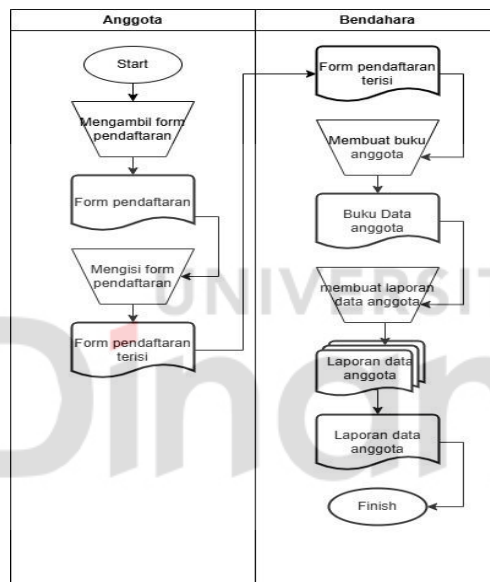 Anggota
Start
Mengambil form
pendaftaran
Form pendaftaran
Mengisi form
pendaftaran
Form pendaftaran
terisi
Bendahara
Form pendaftaran
terisi
Membuat buku
anggota
Buku Data
anggota
membuat laporan
data anggota
Laporan data
anggota
Laporan data
anggota
Finish
UNIVERSIT
Dinam